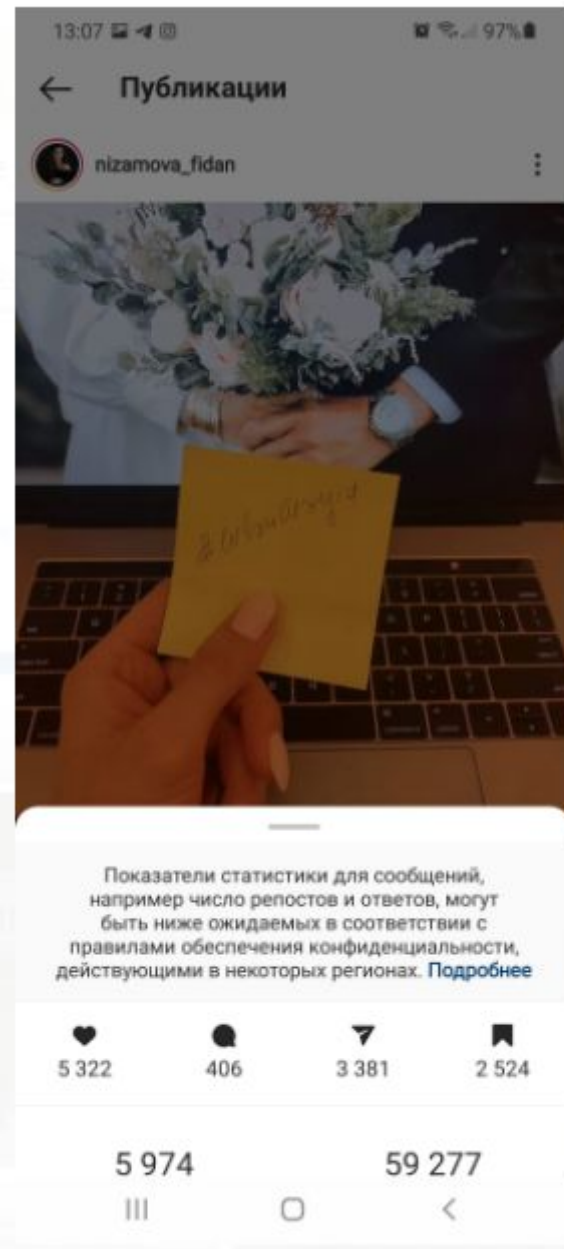 13:07 97%
Публикации
nizamova_fidan
Показатели статистики для сообщений,
например число репостов и ответов, могут
быть ниже ожидаемых в соответствии с
правилами обеспечения конфиденциальности,
действующими в некоторых регионах. Подробнее
5 322 406 3 381 2 524
5 974 59 277